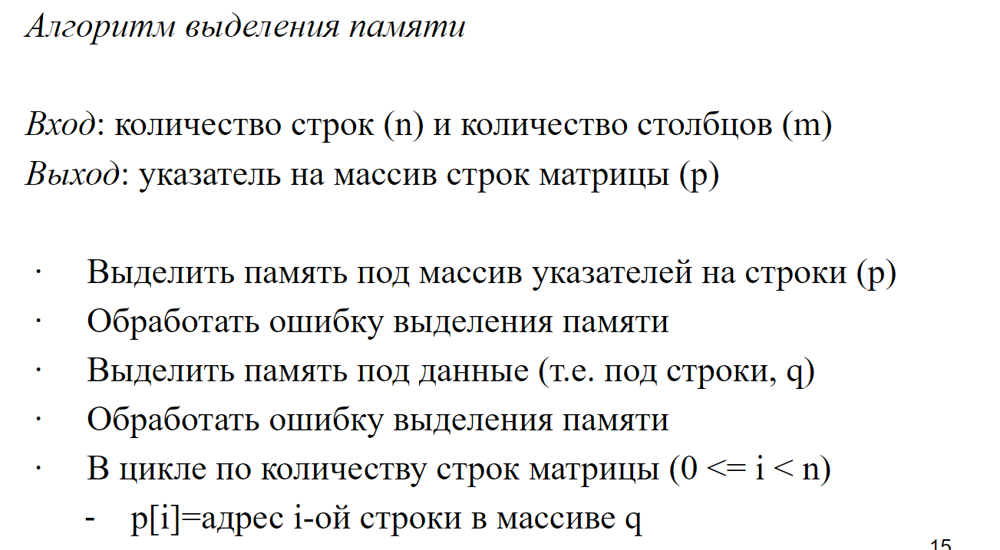 Алгоритм выделения памяти
Вход: количество строк (n) и количество столбцов (m)
Выход: указатель на массив строк матрицы (p)
· Выделить память под массив указателей на строки (p)
· Обработать ошибку выделения памяти
· Выделить память под данные (т.е. под строки, q)
· Обработать ошибку выделения памяти
· В цикле по количеству строк матрицы (0 <= i < n)
- p[i]=адрес i-ой строки в массиве q
15